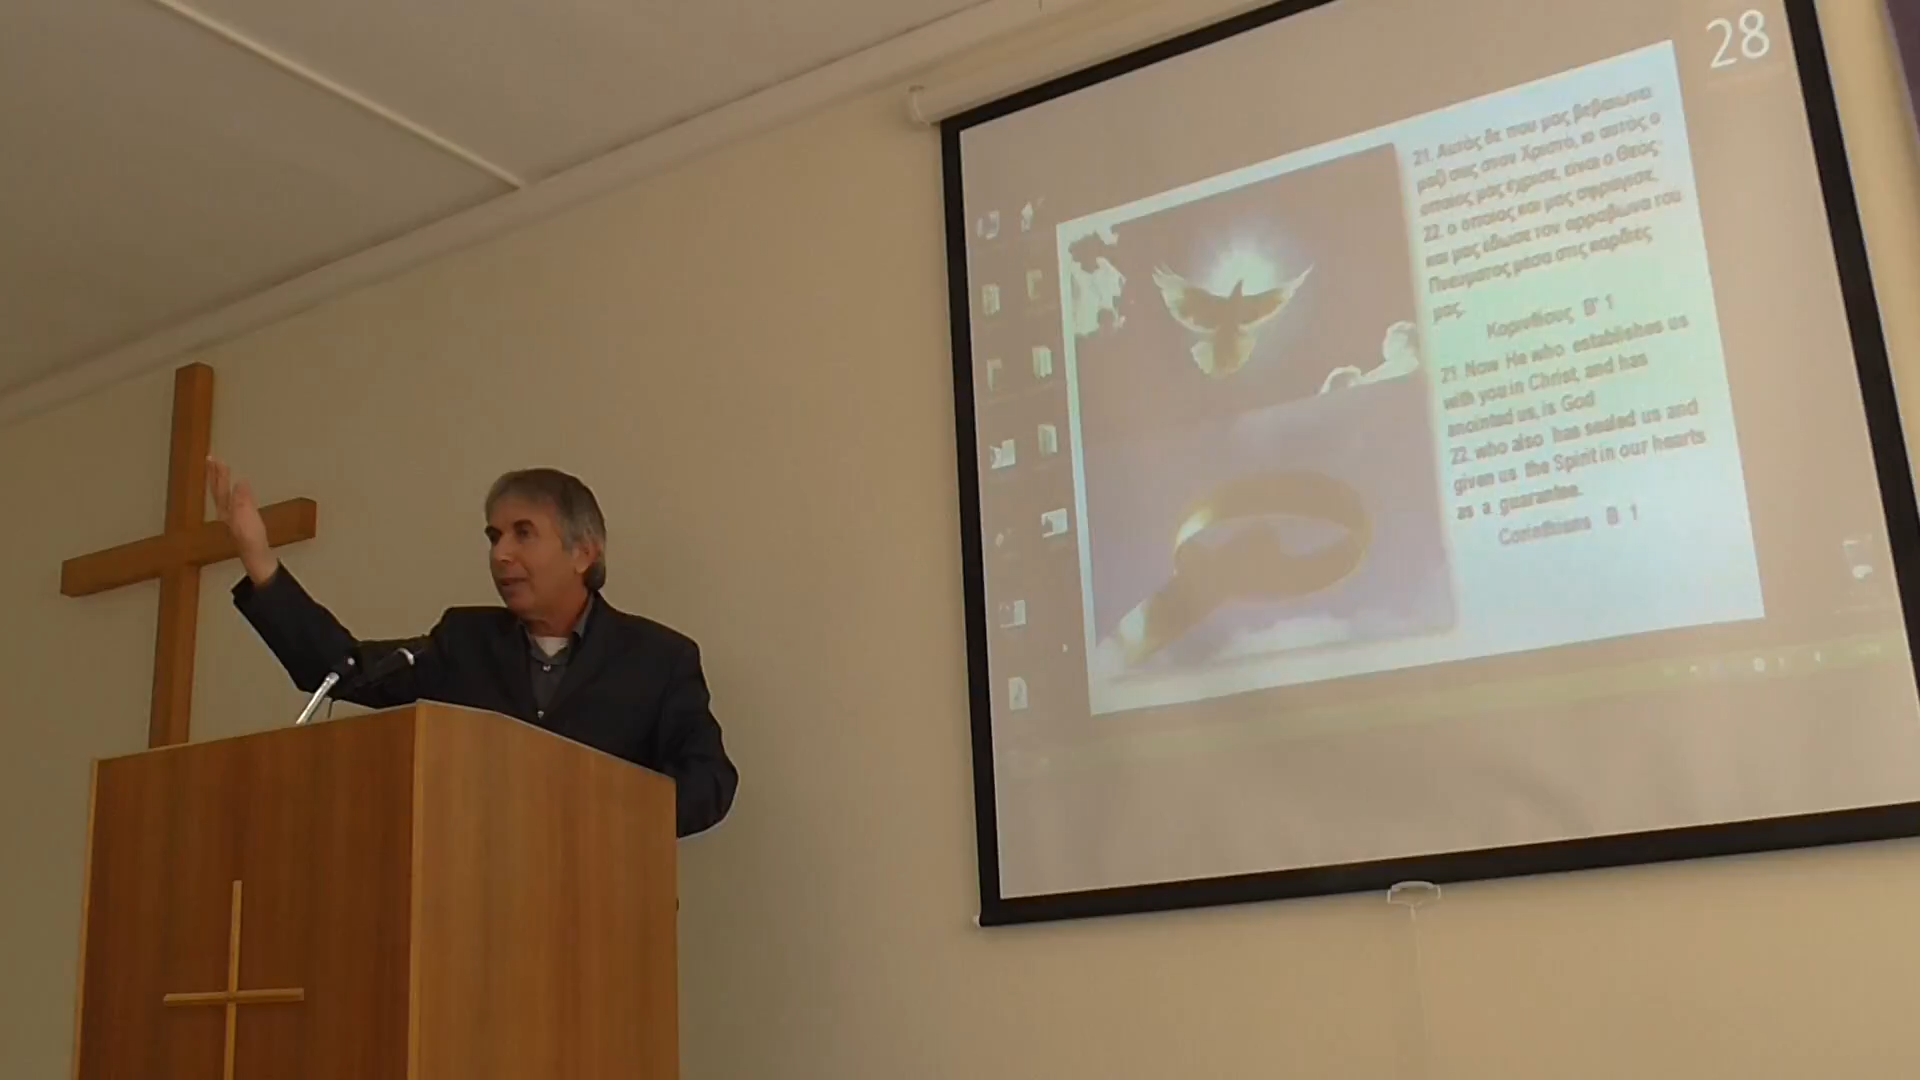 28
21. Αυτός δε που μας βεβαιώνει
μαζί σας στον Χριστό, κι αυτός ο
οποίος μας έχρισε, είναι ο Θεός·
22. ο οποίος και μας σφράγισε,
και μας έδωσε τον αρραβώνα του
Πνεύματος μέσα στις καρδιές
μας.
Κορινθίους Β' 1
21 Now He who establishes us
with you in Christ, and has
anointed us, is God
22 who also has sealed us and
given us the Spirit in our hearts
as a guarantee.
Corinthians B 1